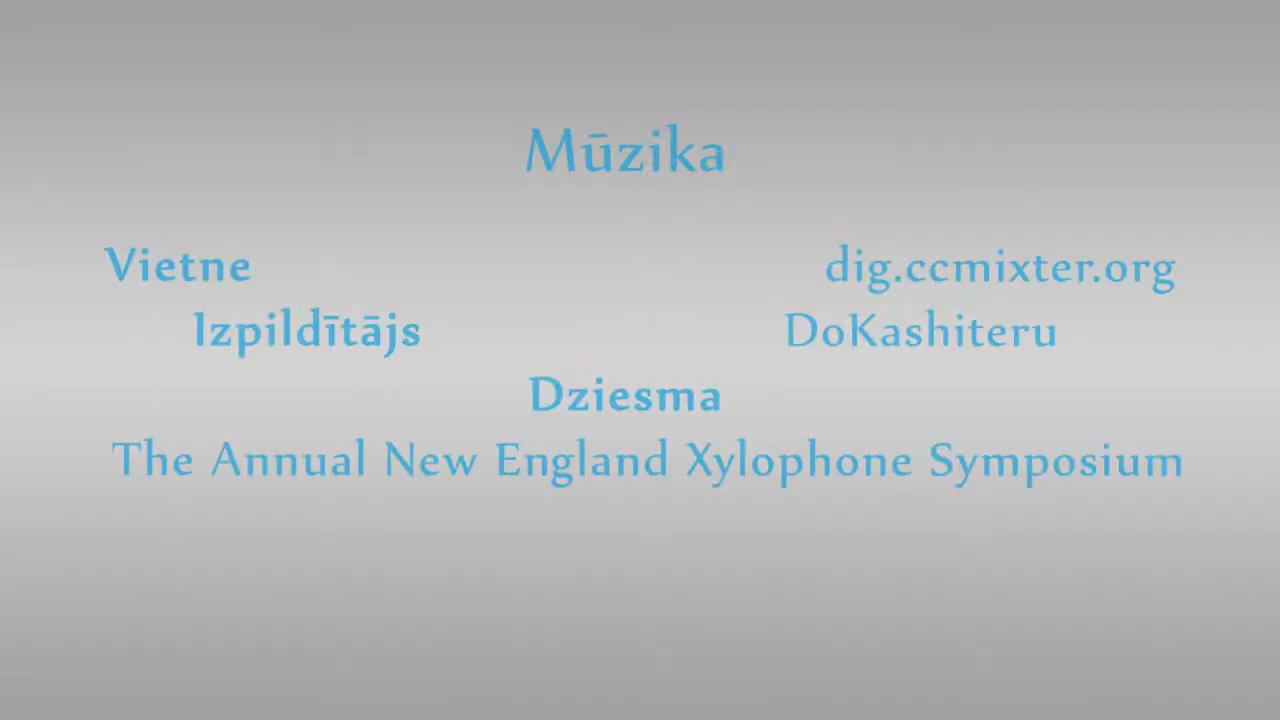 Mūzika
Vietne dig.ccmixter.org
Izpildītājs DoKashiteru
Dziesma
The Annual New England Xylophone Symposium